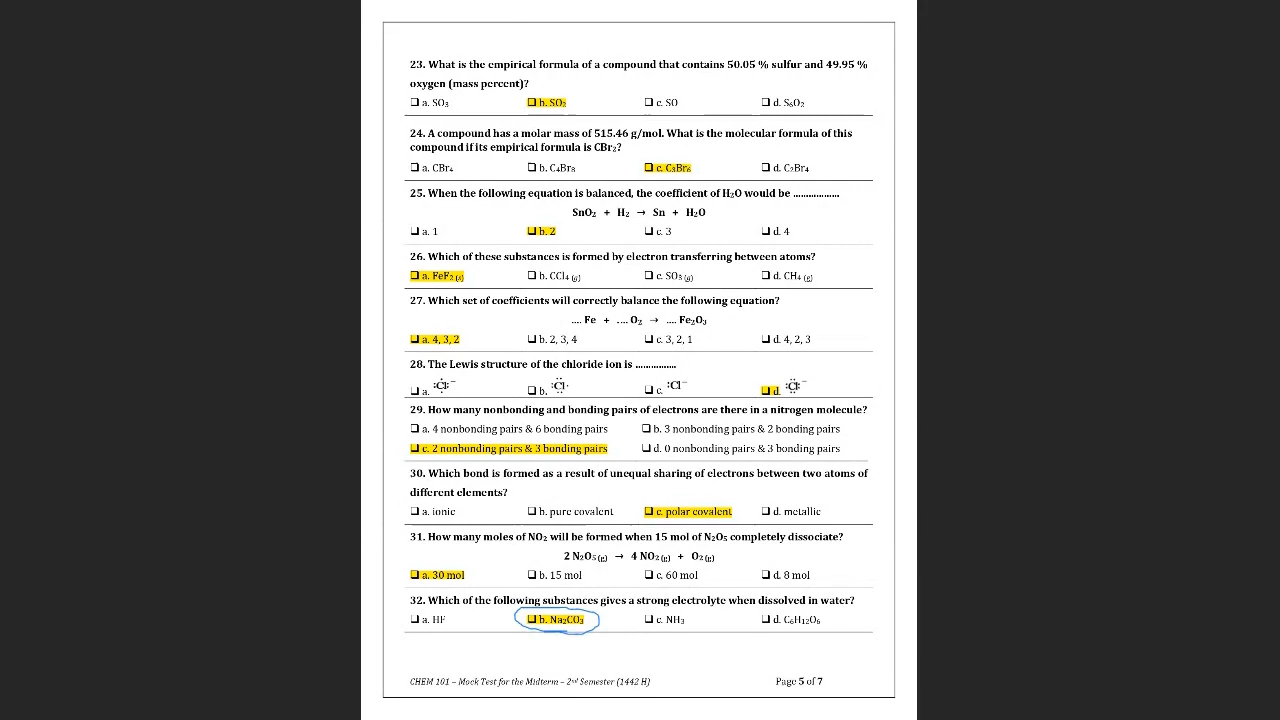 23. What is the empirical formula of a compound that contains 50.05 % sulfur and 49.95 %
oxygen (mass percent)?
❑ a. SO₃ ❑ b. SO₂ ❑ c. SO ❑ d. S₆O₂
24. A compound has a molar mass of 515.46 g/mol. What is the molecular formula of this
compound if its empirical formula is CBr₂?
❑ a. CBr₄ ❑ b. C₄Br₈ ❑ c. C₃Br₆ ❑ d. C₂Br₄
25. When the following equation is balanced, the coefficient of H₂O would be ..................
SnO₂ + H₂ → Sn + H₂O
❑ a. 1 ❑ b. 2 ❑ c. 3 ❑ d. 4
26. Which of these substances is formed by electron transferring between atoms?
❑ a. FeF₂ (s) ❑ b. CCl₄ (g) ❑ c. SO₃ (g) ❑ d. CH₄ (g)
27. Which set of coefficients will correctly balance the following equation?
.... Fe + .... O₂ → .... Fe₂O₃
❑ a. 4, 3, 2 ❑ b. 2, 3, 4 ❑ c. 3, 2, 1 ❑ d. 4, 2, 3
28. The Lewis structure of the chloride ion is ................
❑ a. :Cl:⁻ ❑ b. :Cl· ❑ c. :Cl⁻ ❑ d. :Cl:⁻
29. How many nonbonding and bonding pairs of electrons are there in a nitrogen molecule?
❑ a. 4 nonbonding pairs & 6 bonding pairs ❑ b. 3 nonbonding pairs & 2 bonding pairs
❑ c. 2 nonbonding pairs & 3 bonding pairs ❑ d. 0 nonbonding pairs & 3 bonding pairs
30. Which bond is formed as a result of unequal sharing of electrons between two atoms of
different elements?
❑ a. ionic ❑ b. pure covalent ❑ c. polar covalent ❑ d. metallic
31. How many moles of NO₂ will be formed when 15 mol of N₂O₅ completely dissociate?
2 N₂O₅ (g) → 4 NO₂ (g) + O₂ (g)
❑ a. 30 mol ❑ b. 15 mol ❑ c. 60 mol ❑ d. 8 mol
32. Which of the following substances gives a strong electrolyte when dissolved in water?
❑ a. HF ❑ b. Na₂CO₃ ❑ c. NH₃ ❑ d. C₆H₁₂O₆
CHEM 101 – Mock Test for the Midterm – 2nd Semester (1442 H) Page 5 of 7